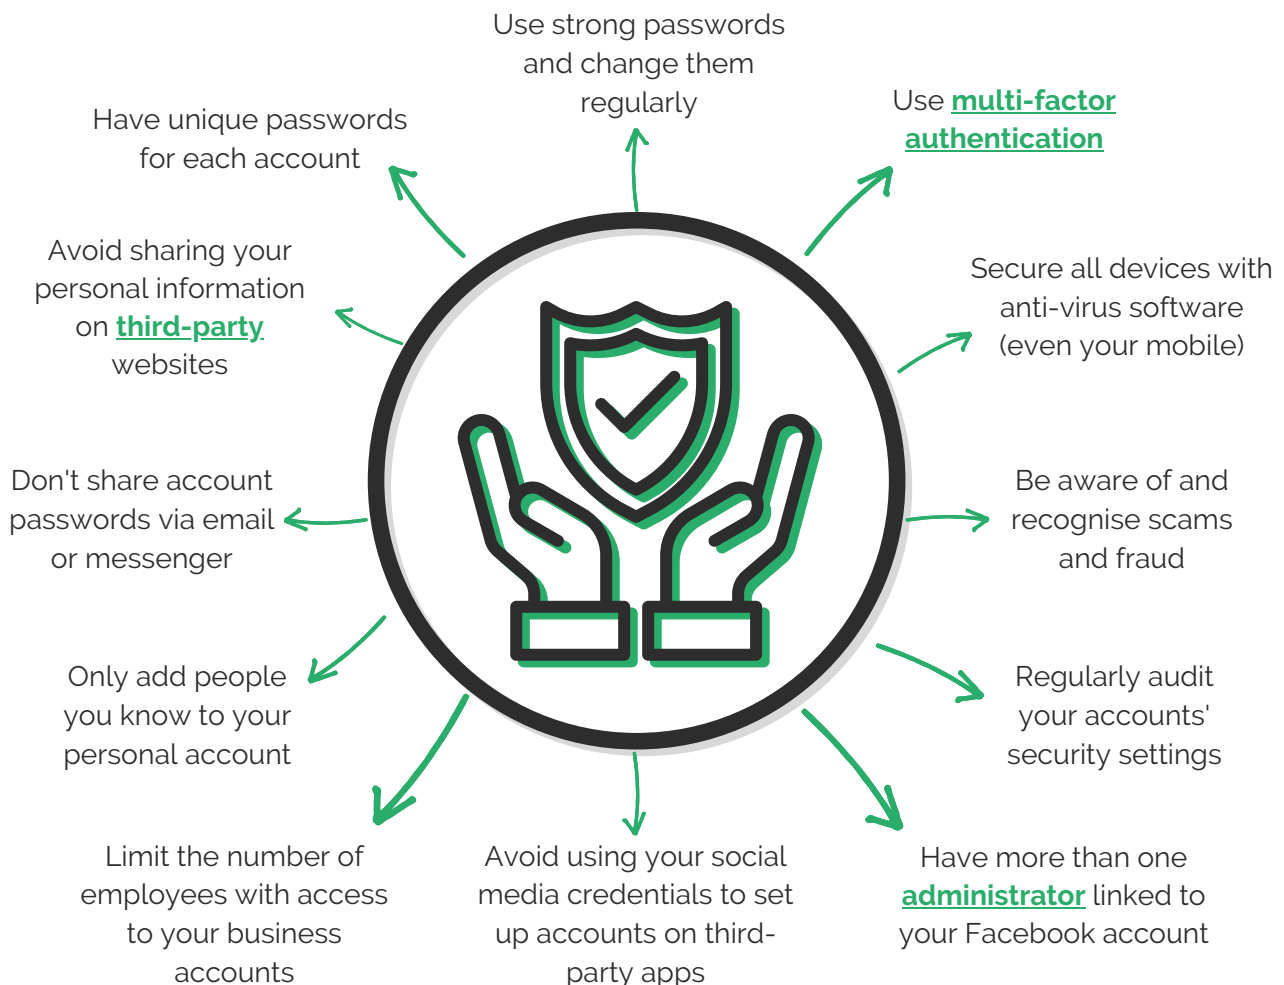 Use strong passwords
and change them
regularly
Use multi-factor
authentication
Secure all devices with
anti-virus software
(even your mobile)
Be aware of and
recognise scams
and fraud
Regularly audit
your accounts'
security settings
Have more than one
administrator linked to
your Facebook account
Avoid using your social
media credentials to set
up accounts on third-
party apps
Limit the number of
employees with access
to your business
accounts
Only add people
you know to your
personal account
Don't share account
passwords via email
or messenger
Avoid sharing your
personal information
on third-party
websites
Have unique passwords
for each account